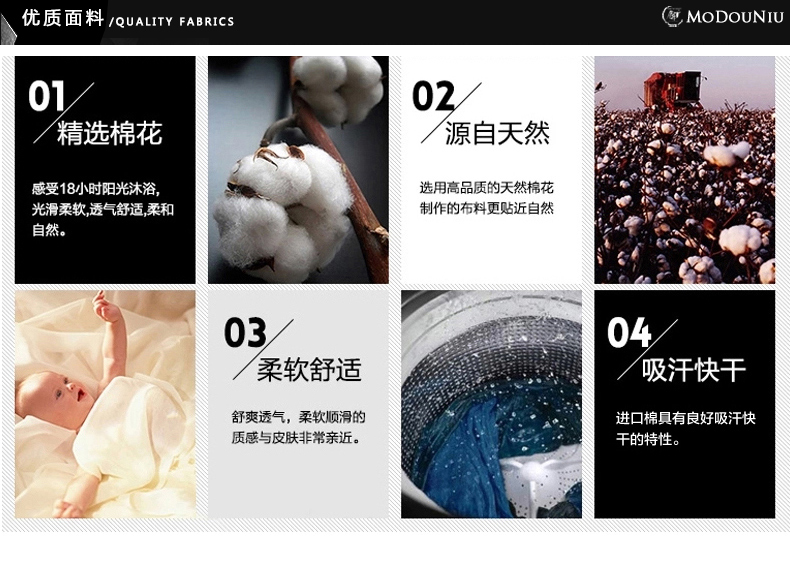 优质面料/QUALITY FABRICS
MODOUNIU
01
精选棉花
感受18小时阳光沐浴,
光滑柔软,透气舒适,柔和
自然。
02
源自天然
选用高品质的天然棉花
制作的布料更贴近自然
03
柔软舒适
舒爽透气，柔软顺滑的
质感与皮肤非常亲近。
04
吸汗快干
进口棉具有良好吸汗快
干的特性。